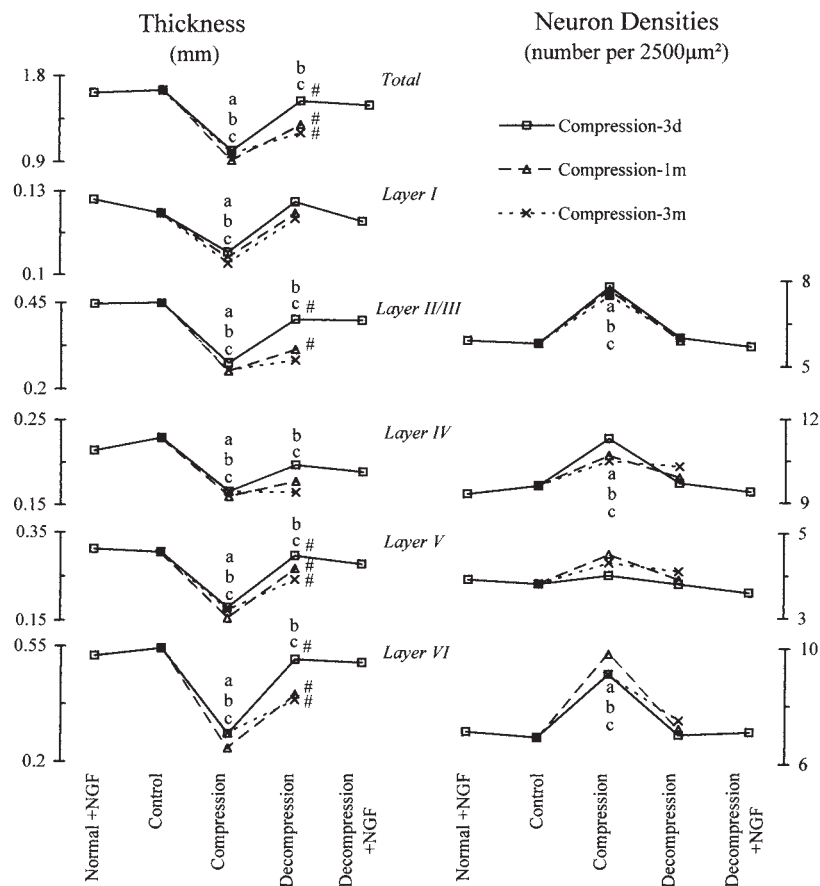 Thickness
(mm)
Neuron Densities
(number per 2500µm²)
Compression-3d
Compression-1m
Compression-3m
1.8
0.9
Total
a
b
c
b
c #
#
#
0.13
0.1
Layer I
a
b
c
0.45
0.2
Layer II/III
a
b
c
b
c #
#
8
5
a
b
c
0.25
0.15
Layer IV
a
b
c
b
c
12
9
a
b
c
0.35
0.15
Layer V
a
b
c
b
c #
#
#
5
3
0.55
0.2
Layer VI
a
b
c
b
c #
#
#
10
6
a
b
c
Normal +NGF
Control
Compression
Decompression
Decompression
+NGF
Normal +NGF
Control
Compression
Decompression
Decompression
+NGF